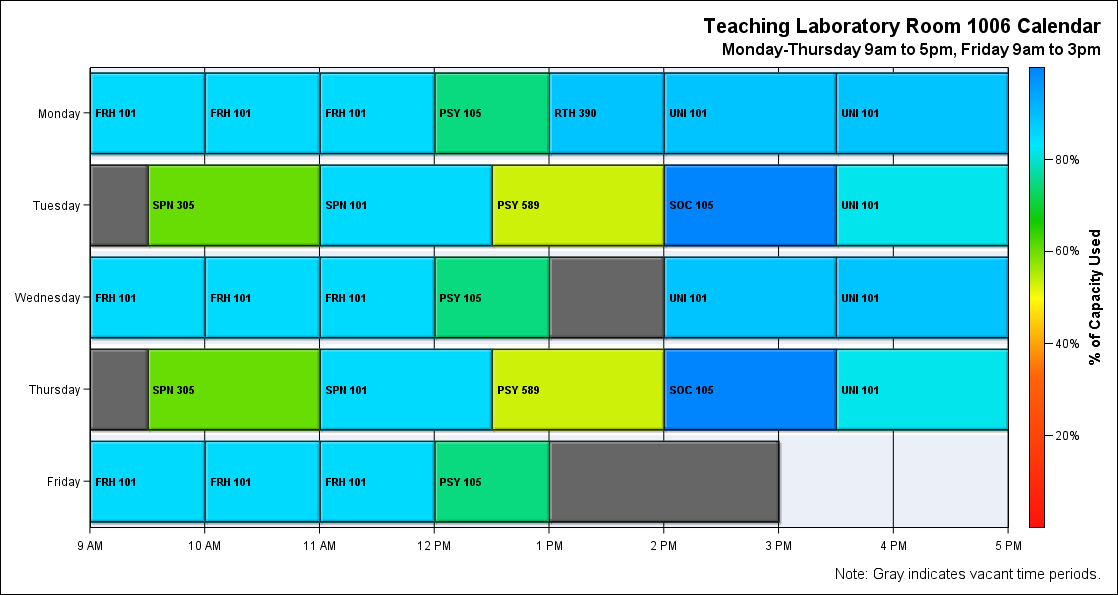 Teaching Laboratory Room 1006 Calendar
Monday-Thursday 9am to 5pm, Friday 9am to 3pm
Monday
FRH 101
FRH 101
FRH 101
PSY 105
RTH 390
UNI 101
UNI 101
Tuesday
SPN 305
SPN 101
PSY 589
SOC 105
UNI 101
Wednesday
FRH 101
FRH 101
FRH 101
PSY 105
UNI 101
UNI 101
Thursday
SPN 305
SPN 101
PSY 589
SOC 105
UNI 101
Friday
FRH 101
FRH 101
FRH 101
PSY 105
9 AM
10 AM
11 AM
12 PM
1 PM
2 PM
3 PM
4 PM
5 PM
80%
60%
40%
20%
% of Capacity Used
Note: Gray indicates vacant time periods.